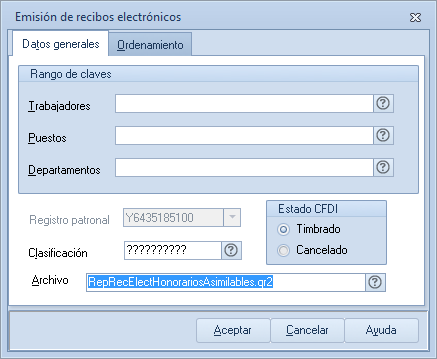 Emisión de recibos electrónicos
Datos generales
Ordenamiento
Rango de claves
Trabajadores
Puestos
Departamentos
Registro patronal
Y6435185100
Clasificación
??????????
Estado CFDI
Timbrado
Cancelado
Archivo
RepRecElectHonorariosAsimilables.qr2
Aceptar
Cancelar
Ayuda